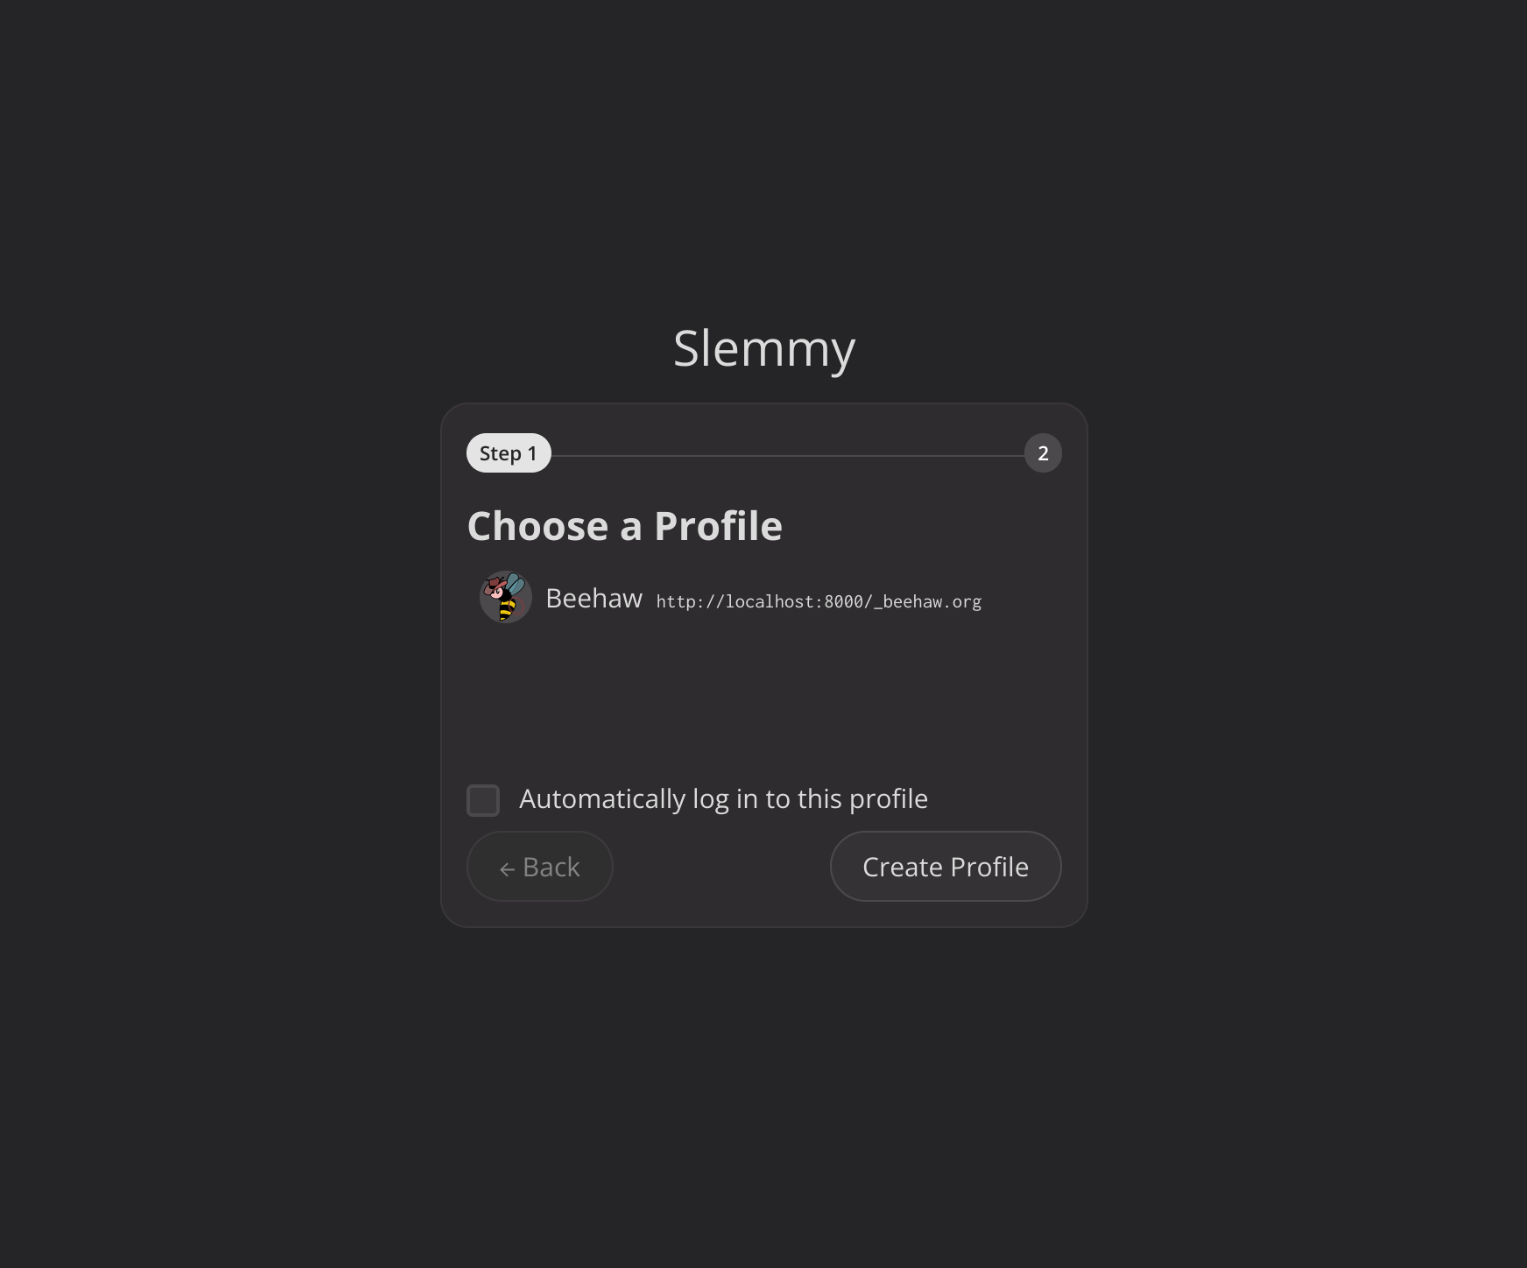 Slemmy
Step 1
2
Choose a Profile
Beehaw http://localhost:8000/_beehaw.org
Automatically log in to this profile
← Back
Create Profile